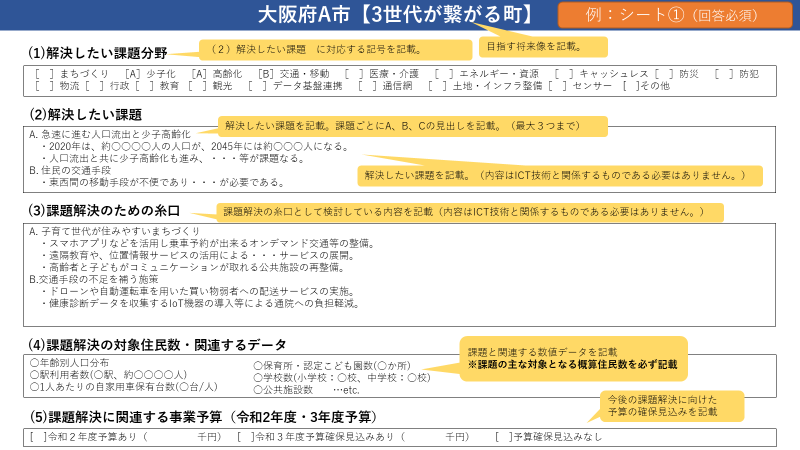 大阪府A市【3世代が繋がる町】
例：シート①（回答必須）
目指す将来像を記載。
(1)解決したい課題分野
（２）解決したい課題　に対応する記号を記載。
[　] まちづくり　[A] 少子化　[A] 高齢化　[B] 交通・移動　[　] 医療・介護　[　] エネルギー・資源　[　] キャッシュレス [　] 防災　[　] 防犯
[　] 物流 [　] 行政 [　] 教育　[　] 観光　[　] データ基盤連携　[　] 通信網　[　] 土地・インフラ整備 [　] センサー　[　]その他
(2)解決したい課題
解決したい課題を記載。課題ごとにA、B、Cの見出しを記載。（最大３つまで）
A. 急速に進む人口流出と少子高齢化
・2020年は、約○○○○人の人口が、2045年には約○○○人になる。
・人口流出と共に少子高齢化も進み、・・・等が課題なる。
B. 住民の交通手段
・東西間の移動手段が不便であり・・・が必要である。
解決したい課題を記載。（内容はICT技術と関係するものである必要はありません。）
(3)課題解決のための糸口
課題解決の糸口として検討している内容を記載（内容はICT技術と関係するものである必要はありません。）
A. 子育て世代が住みやすいまちづくり
・スマホアプリなどを活用し乗車予約が出来るオンデマンド交通等の整備。
・遠隔教育や、位置情報サービスの活用による・・・サービスの展開。
・高齢者と子どもがコミュニケーションが取れる公共施設の再整備。
B.交通手段の不足を補う施策
・ドローンや自動運転車を用いた買い物弱者への配送サービスの実施。
・健康診断データを収集するIoT機器の導入等による通院への負担軽減。
(4)課題解決の対象住民数・関連するデータ
課題と関連する数値データを記載
※課題の主な対象となる概算住民数を必ず記載
○年齢別人口分布
○駅利用者数(○駅、約○○○○人)
○1人あたりの自家用車保有台数(○台/人)
○保育所・認定こども園数(○か所)
○学校数(小学校：○校、中学校：○校)
○公共施設数　　…etc.
今後の課題解決に向けた
予算の確保見込みを記載
(5)課題解決に関連する事業予算（令和2年度・3年度予算）
[　]令和２年度予算あり（　　　　　千円）　[　]令和３年度予算確保見込みあり（　　　　千円）　　[　]予算確保見込みなし